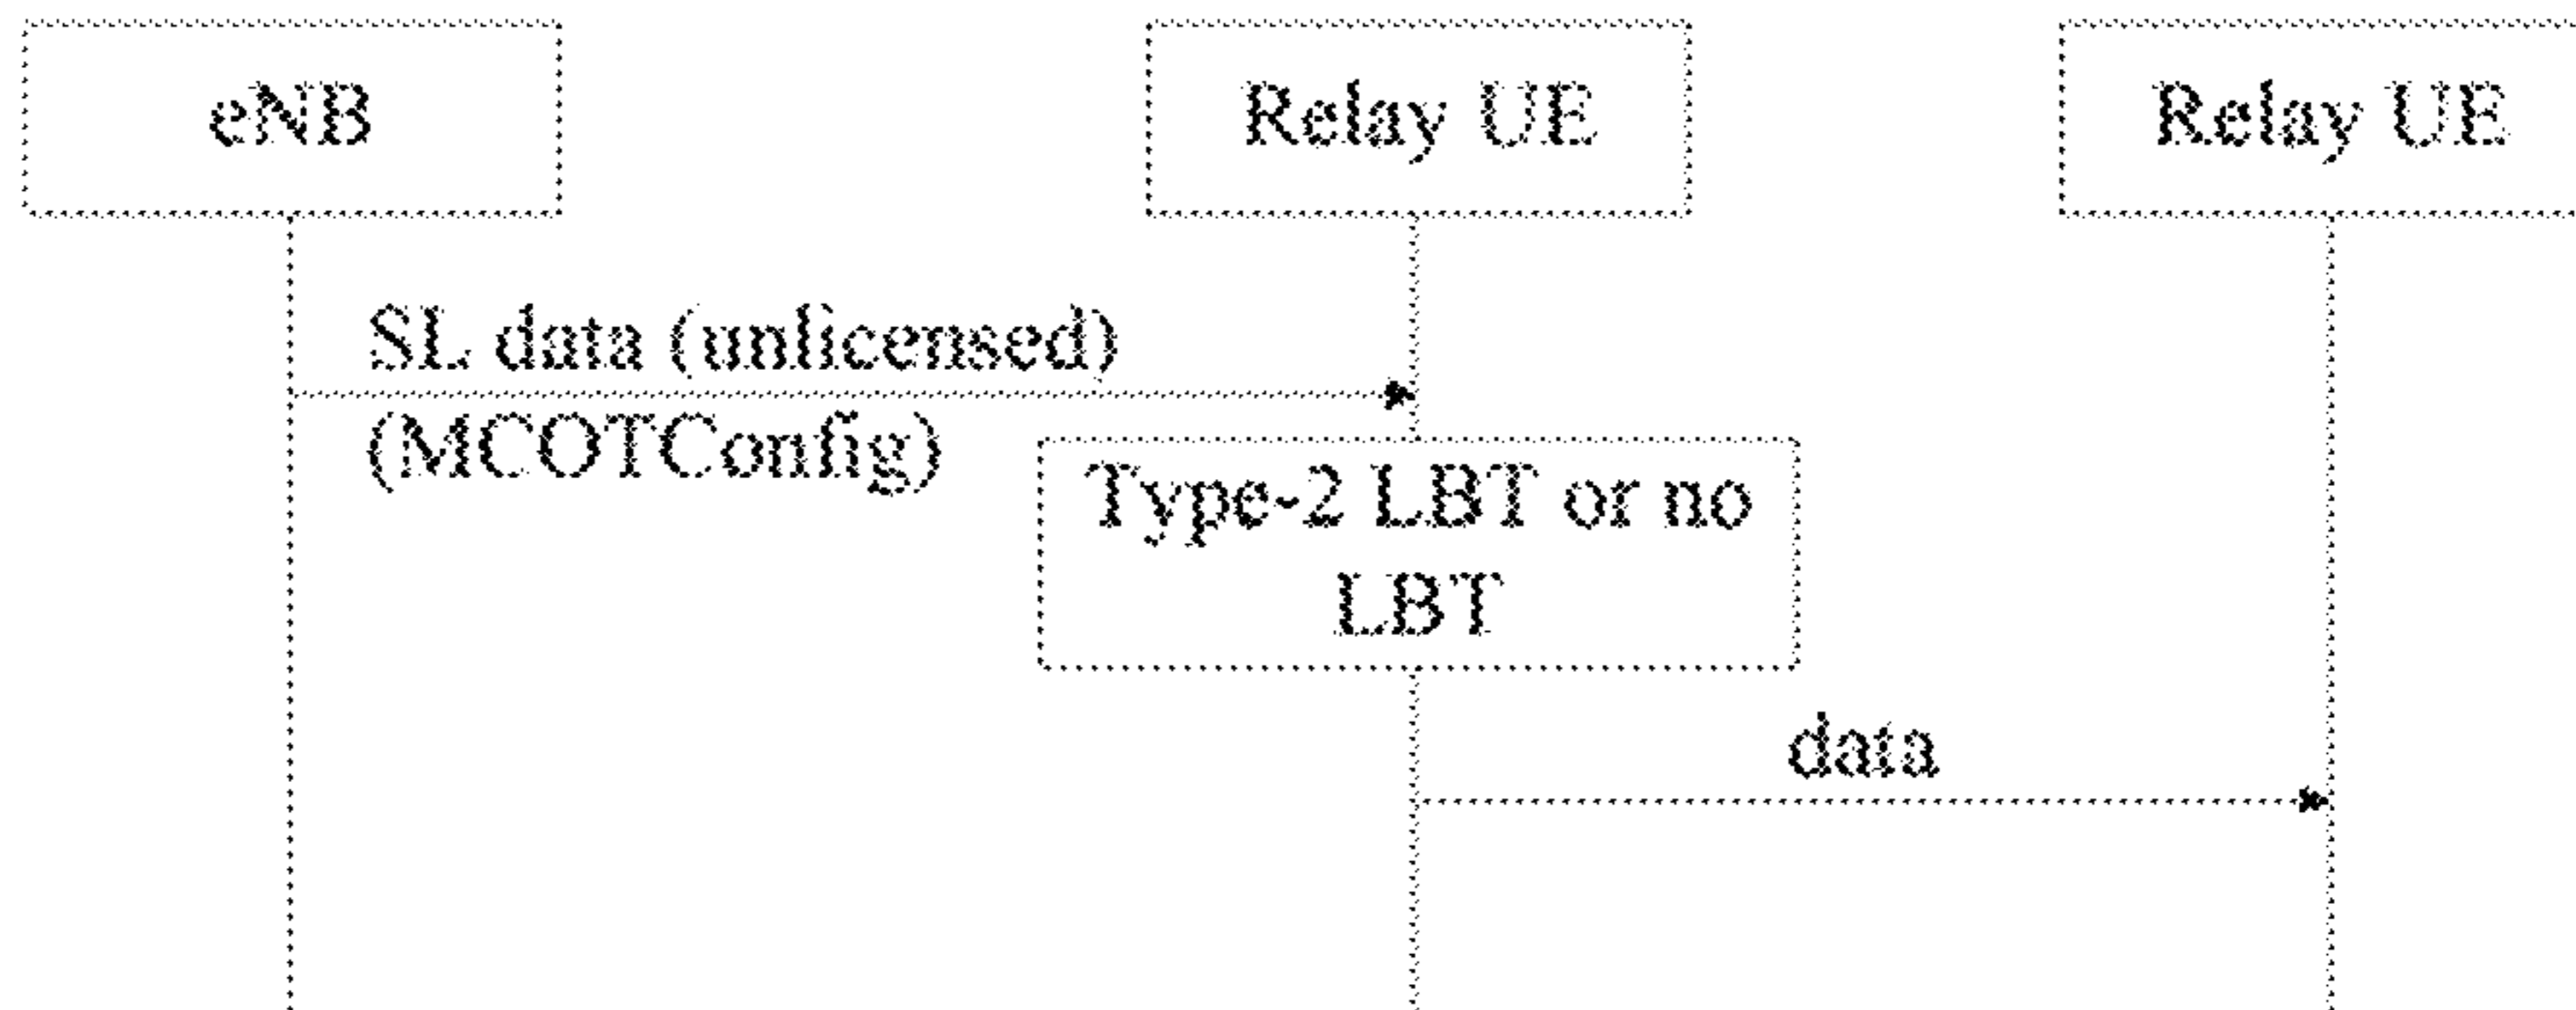 eNB
Relay UE
Relay UE
SL data (unlicensed)
(MCOTConfig)
Type-2 LBT or no
LBT
data